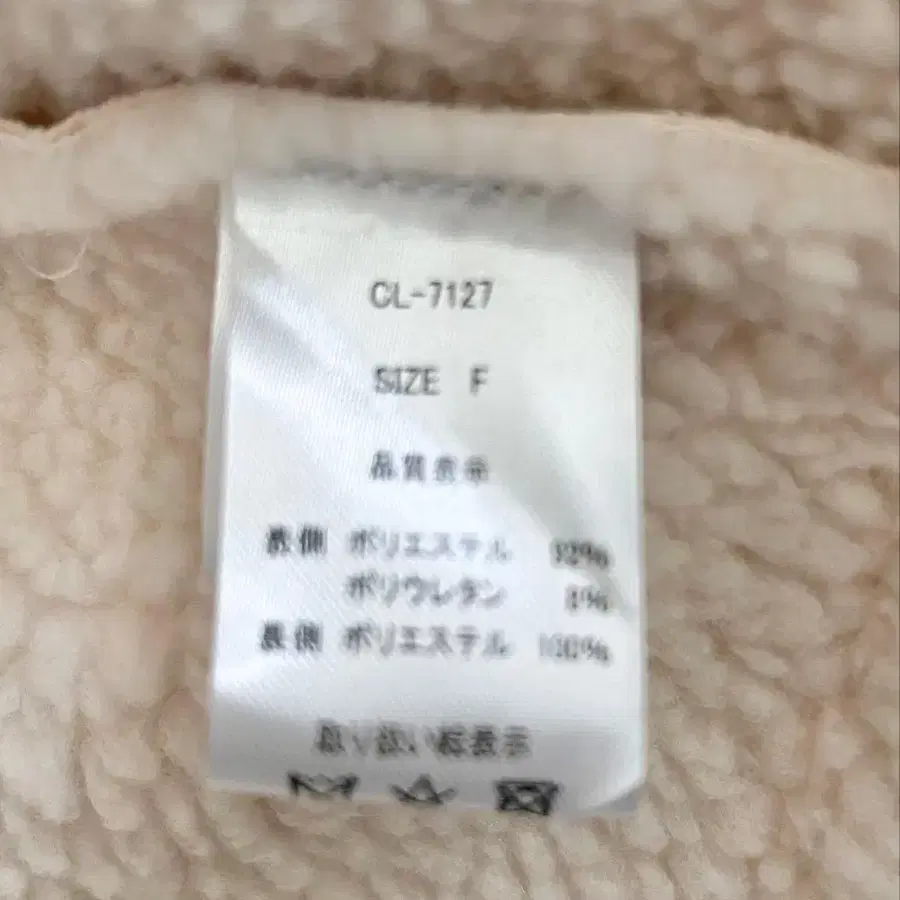 CL-7127
SIZE F
品質表示
表側 ポリエステル 92%
ポリウレタン 8%
裏側 ポリエステル 100%
取り扱い絵表示